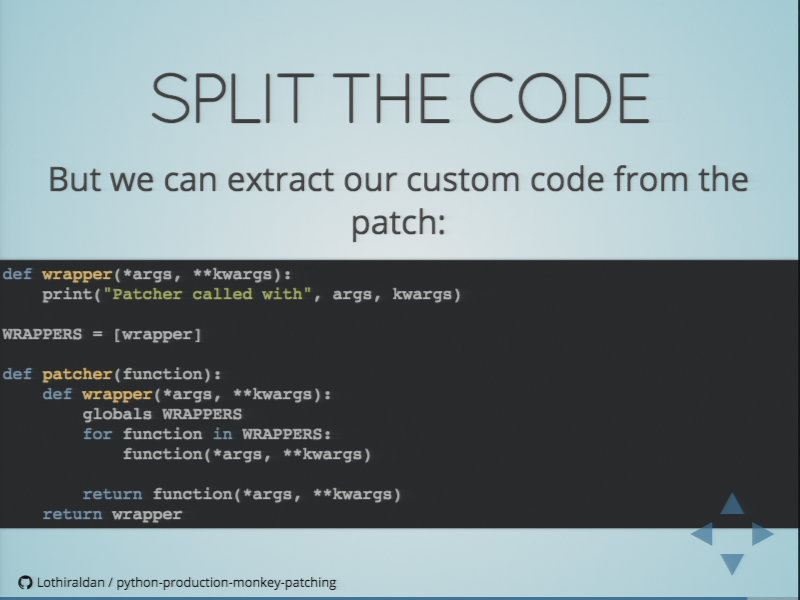 SPLIT THE CODE
But we can extract our custom code from the
patch:
def wrapper(*args, **kwargs):
    print("Patcher called with", args, kwargs)
WRAPPERS = [wrapper]
def patcher(function):
    def wrapper(*args, **kwargs):
        globals WRAPPERS
        for function in WRAPPERS:
            function(*args, **kwargs)
        return function(*args, **kwargs)
    return wrapper
Lothiraldan / python-production-monkey-patching